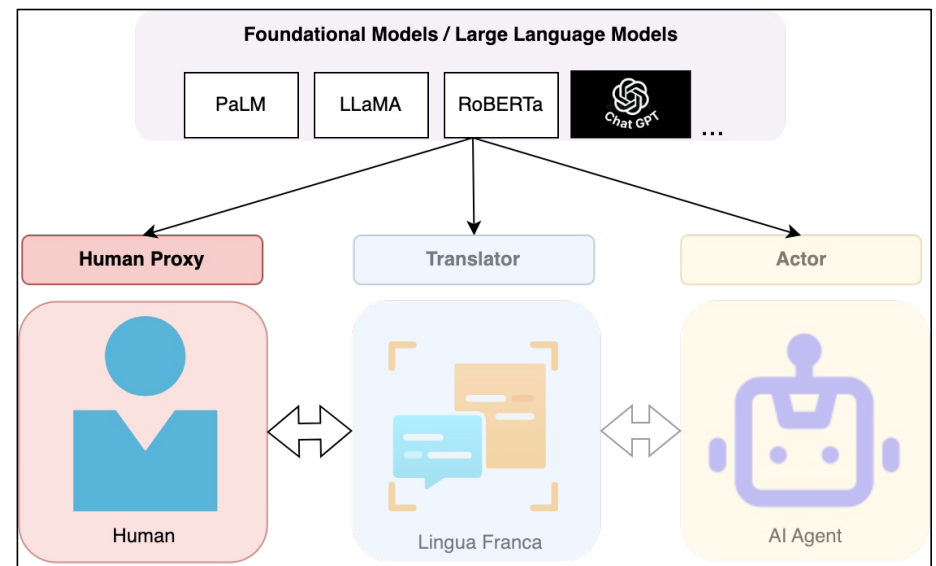 Foundational Models / Large Language Models
PaLM
LLaMA
RoBERTa
Chat GPT
...
Human Proxy
Translator
Actor
Human
Lingua Franca
AI Agent